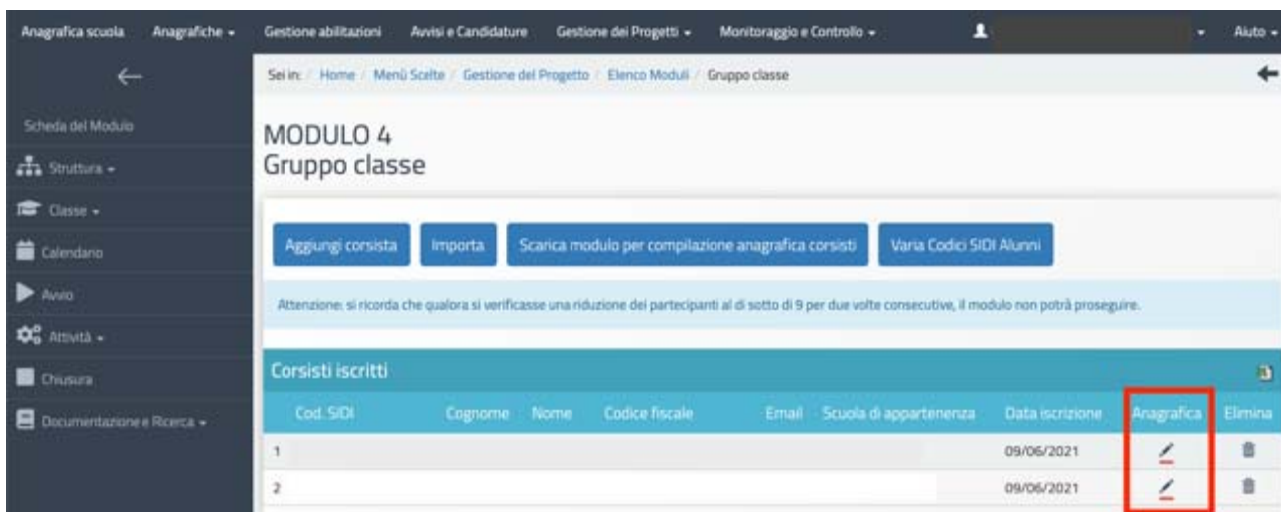 Anagrafica scuola Anagrafiche Gestione abilitazioni Avvisi e Candidature Gestione dei Progetti Monitoraggio e Controllo Aiuto
Sei in: / Home / Menù Scelte / Gestione del Progetto / Elenco Moduli / Gruppo classe
Scheda del Modulo
Struttura
Classe
Calendario
Avvio
Attività
Chiusura
Documentazione e Ricerca
MODULO 4
Gruppo classe
Aggiungi corsista Importa Scarica modulo per compilazione anagrafica corsisti Varia Codici SIDI Alunni
Attenzione: si ricorda che qualora si verificasse una riduzione dei partecipanti al di sotto di 9 per due volte consecutive, il modulo non potrà proseguire.
Corsisti iscritti
Cod. SIDI Cognome Nome Codice fiscale Email Scuola di appartenenza Data iscrizione Anagrafica Elimina
1 09/06/2021
2 09/06/2021